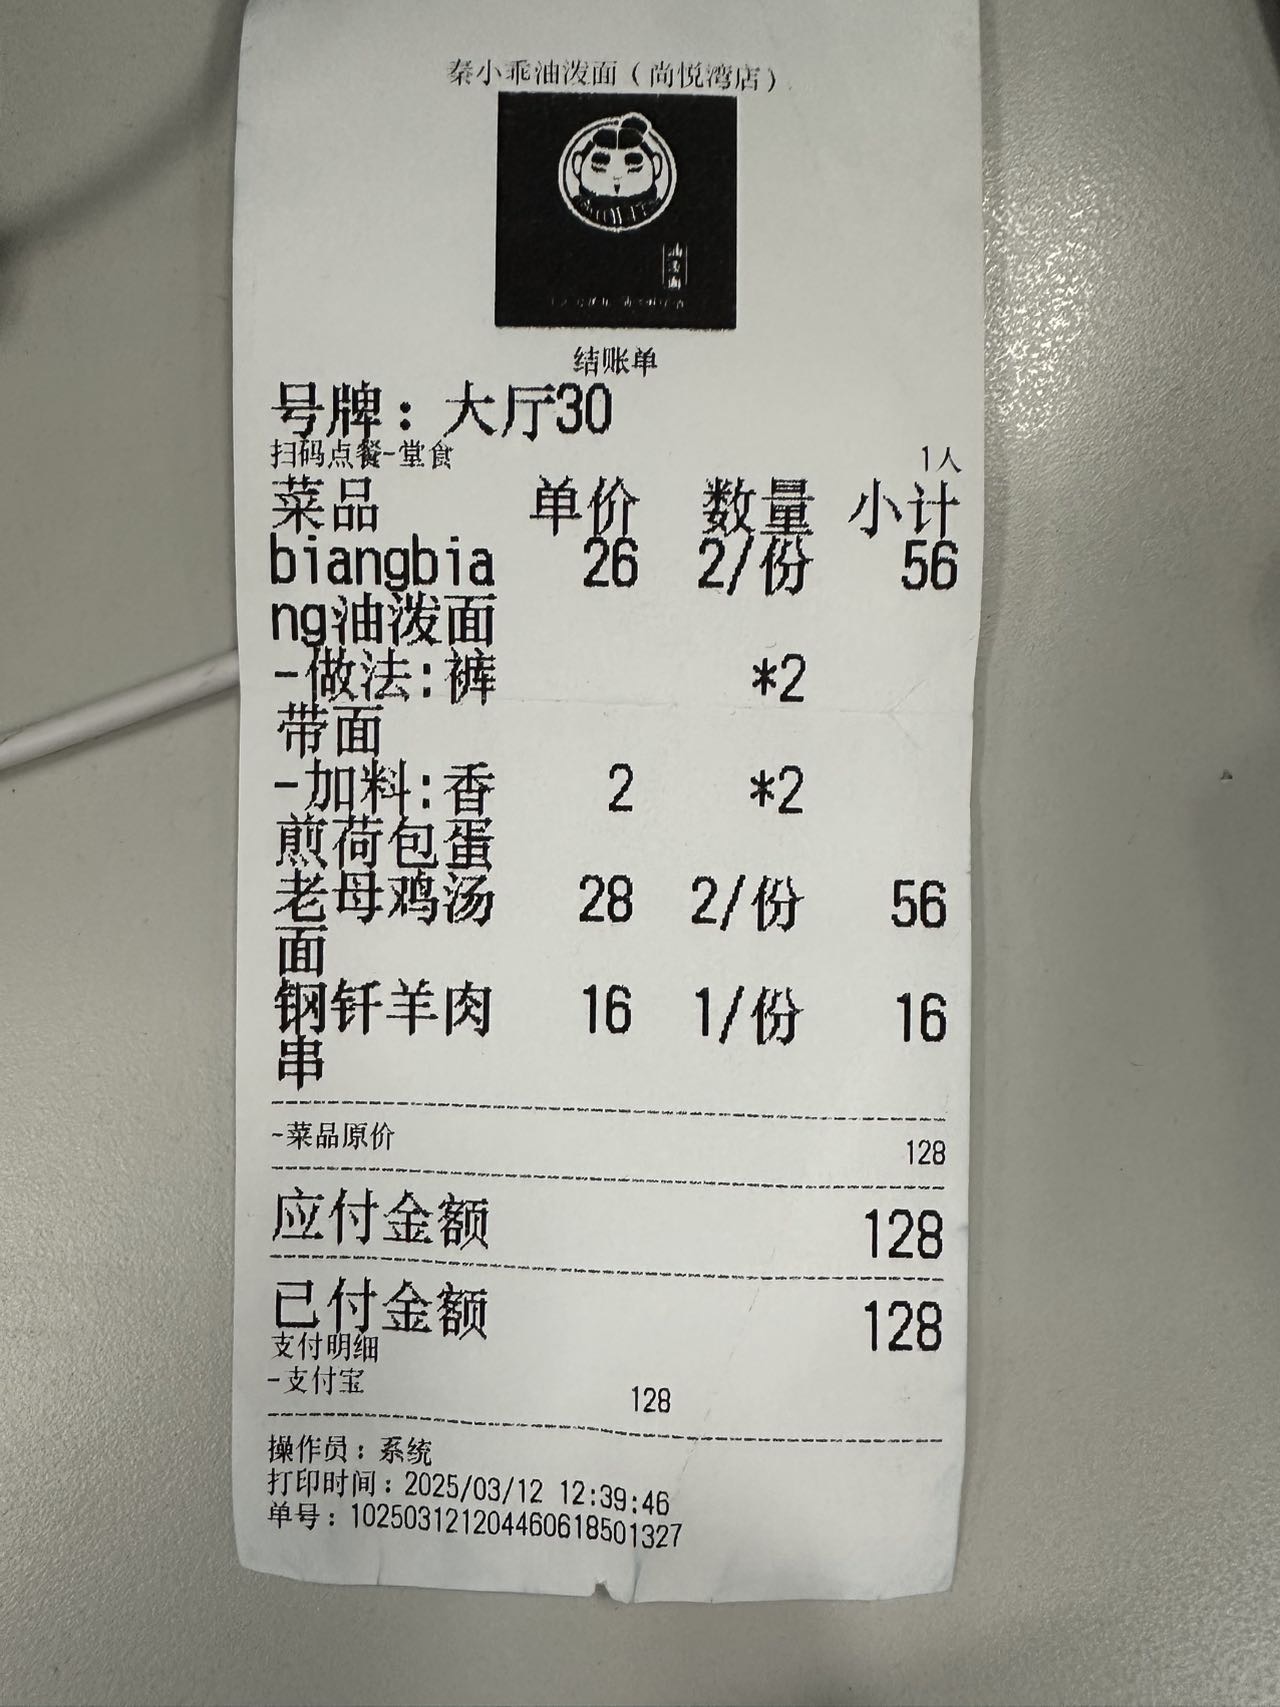 秦小乖油泼面（尚悦湾店）
油泼面
结账单
号牌：大厅30
扫码点餐-堂食 1人
菜品 单价 数量 小计
biangbia 26 2/份 56
ng油泼面
-做法:裤 *2
带面
-加料:香 2 *2
煎荷包蛋
老母鸡汤 28 2/份 56
面
钢钎羊肉 16 1/份 16
串
-菜品原价 128
应付金额 128
已付金额 128
支付明细
-支付宝 128
操作员：系统
打印时间：2025/03/12 12:39:46
单号：1025031212044606185​01327